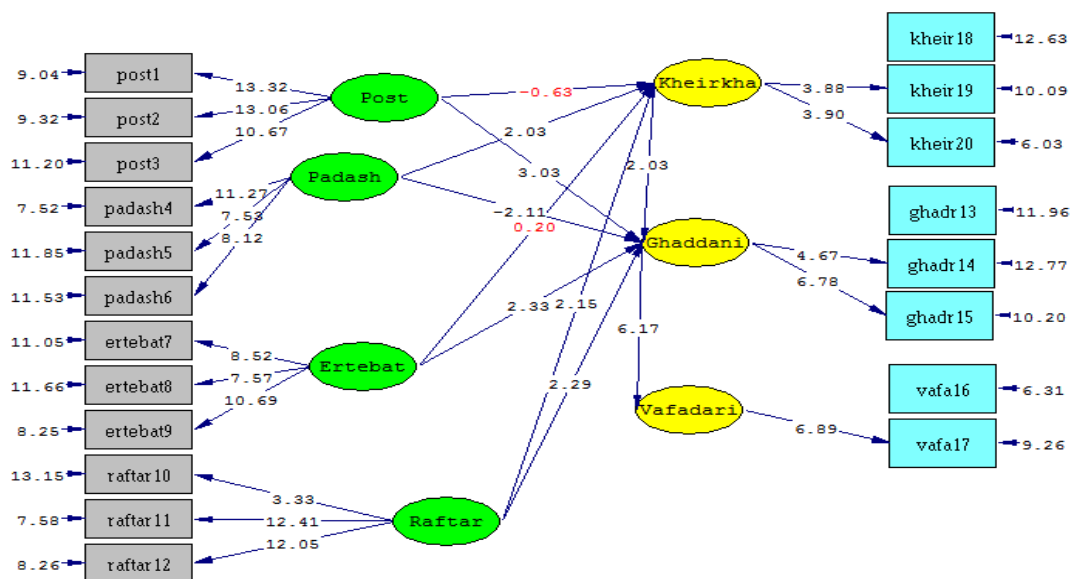 9.04 post1
9.32 post2
11.20 post3
7.52 padash4
11.85 padash5
11.53 padash6
11.05 ertebat7
11.66 ertebat8
8.25 ertebat9
13.15 raftar10
7.58 raftar11
8.26 raftar12
13.32
13.06
10.67
11.27
7.53
8.12
8.52
7.57
10.69
3.33
12.41
12.05
Post
Padash
Ertebat
Raftar
-0.63
2.03
3.03
-2.11
0.20
2.33
2.15
2.29
2.03
6.17
Kheirkha
Ghaddani
Vafadari
3.88
3.90
4.67
6.78
6.89
kheir18 12.63
kheir19 10.09
kheir20 6.03
ghadr13 11.96
ghadr14 12.77
ghadr15 10.20
vafa16 6.31
vafa17 9.26